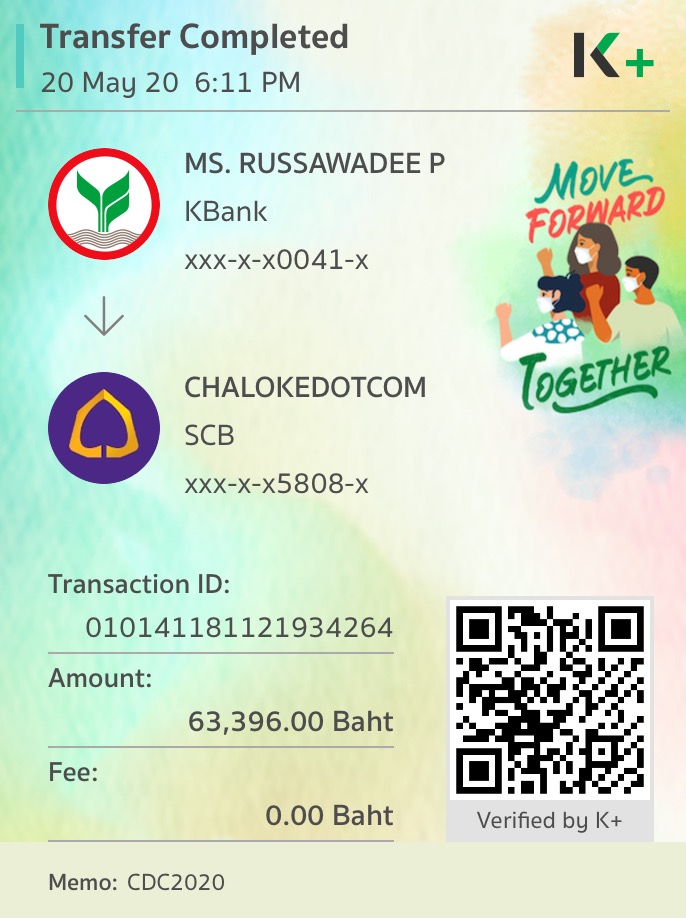 Transfer Completed
20 May 20 6:11 PM
K+
MS. RUSSAWADEE P
KBank
xxx-x-x0041-x
MOVE
FORWARD
TOGETHER
CHALOKEDOTCOM
SCB
xxx-x-x5808-x
Transaction ID:
010141181121934264
Amount:
63,396.00 Baht
Fee:
0.00 Baht
Verified by K+
Memo: CDC2020